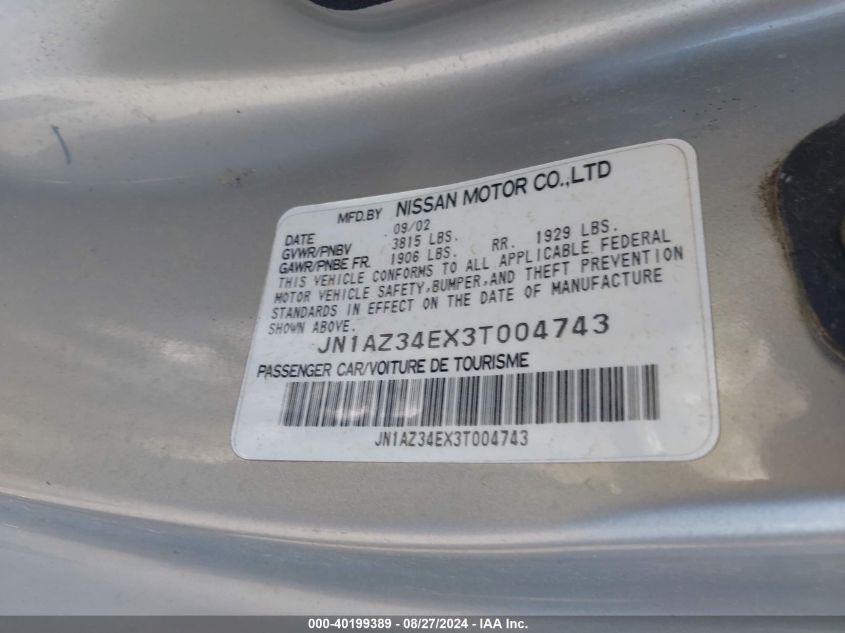 MFD.BY NISSAN MOTOR CO.,LTD
DATE 09/02
GVWR/PNBV 3815 LBS.
GAWR/PNBE FR. 1906 LBS. RR. 1929 LBS.
THIS VEHICLE CONFORMS TO ALL APPLICABLE FEDERAL
MOTOR VEHICLE SAFETY,BUMPER,AND THEFT PREVENTION
STANDARDS IN EFFECT ON THE DATE OF MANUFACTURE
SHOWN ABOVE.
JN1AZ34EX3T004743
PASSENGER CAR/VOITURE DE TOURISME
JN1AZ34EX3T004743
000-40199389 - 08/27/2024 - IAA Inc.